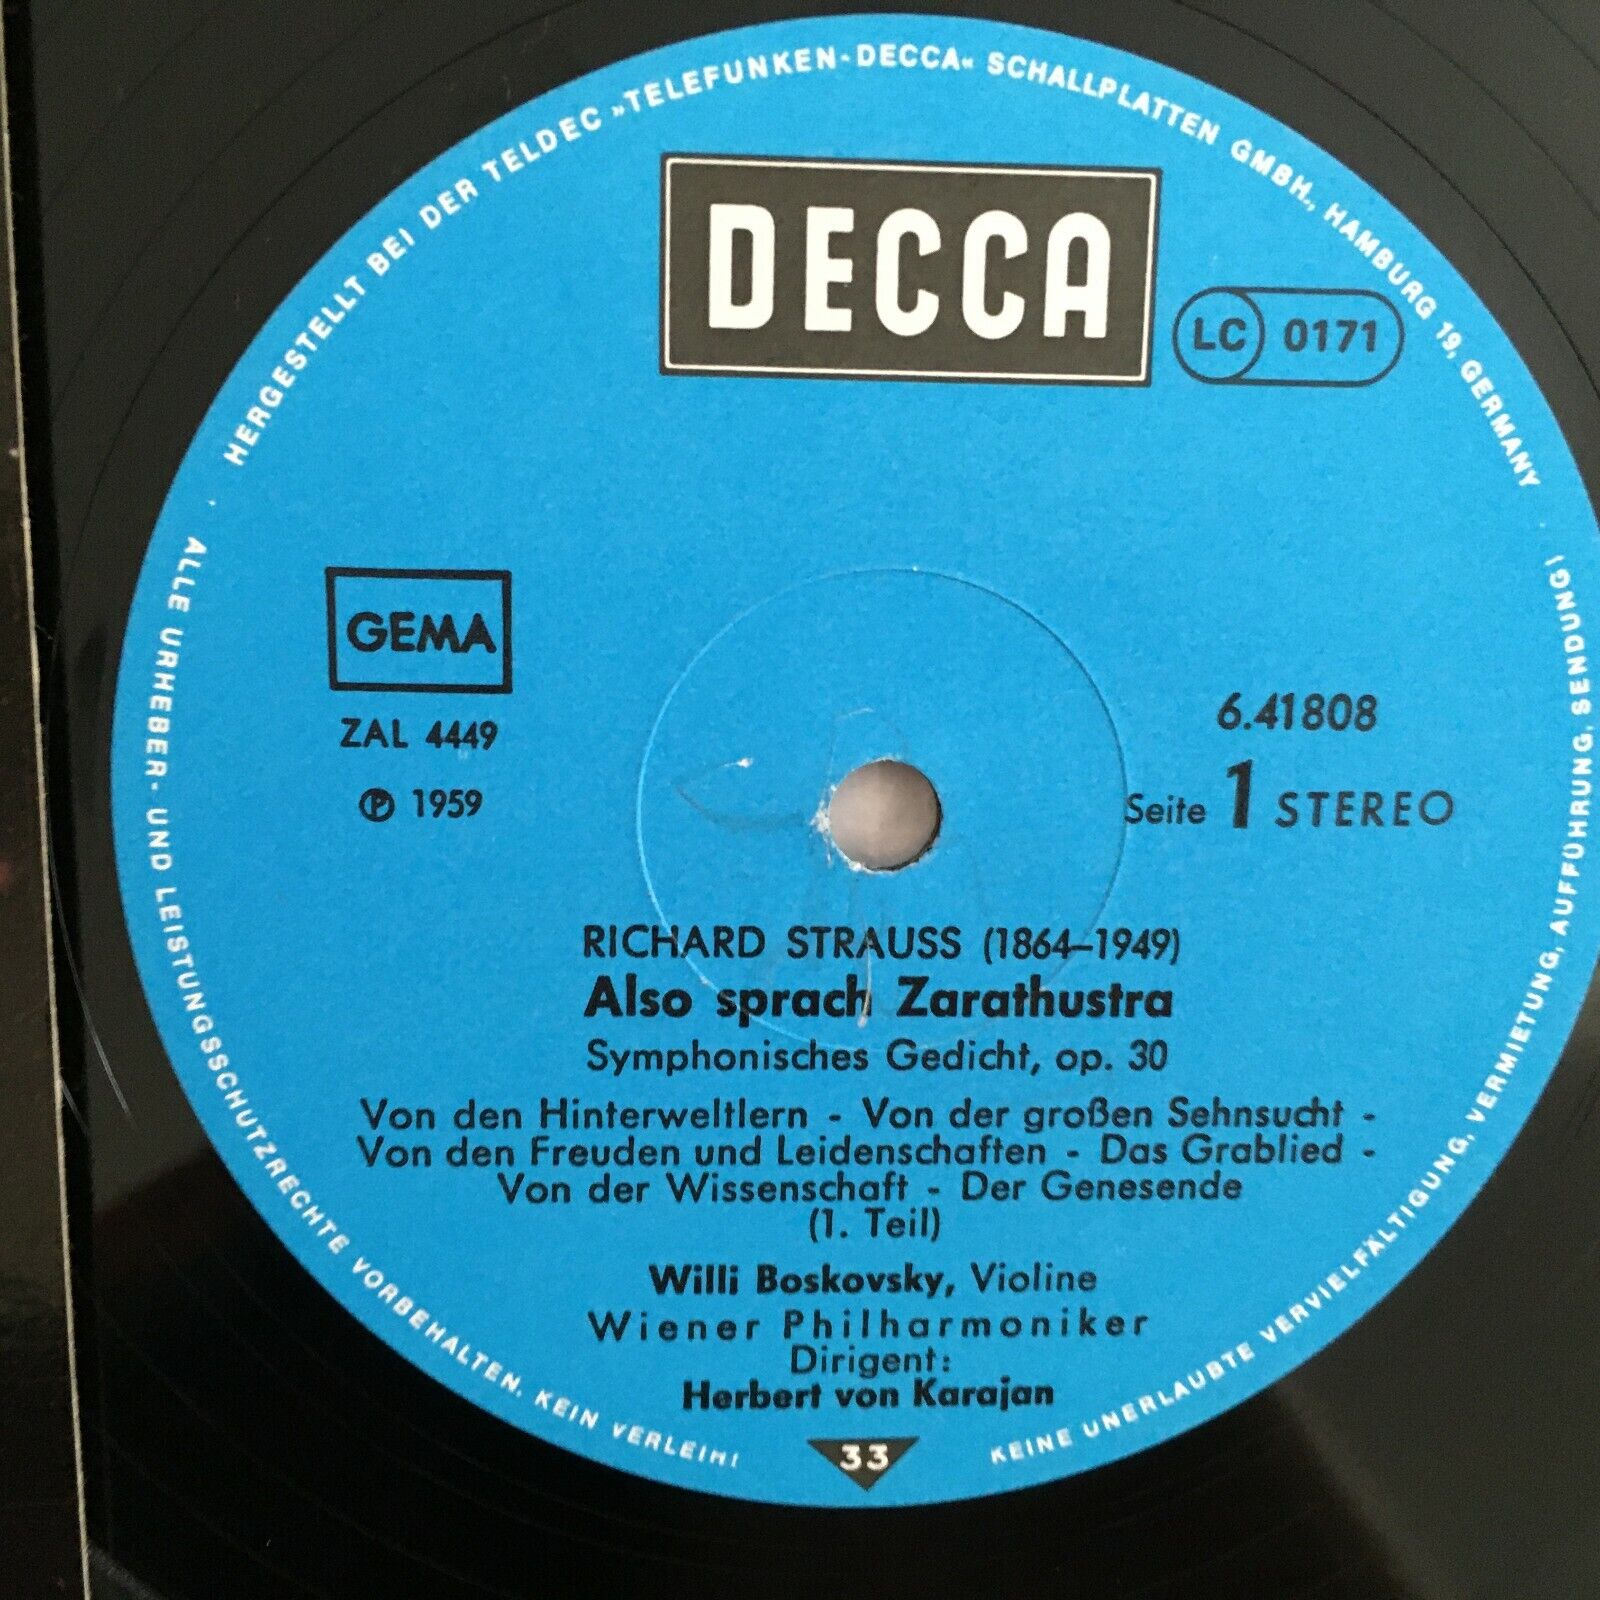 HERGESTELLT BEI DER TELDEC »TELEFUNKEN-DECCA« SCHALLPLATTEN GMBH., HAMBURG 19, GERMANY
DECCA
LC 0171
GEMA
ZAL 4449
℗ 1959
6.41808
Seite 1 STEREO
RICHARD STRAUSS (1864–1949)
Also sprach Zarathustra
Symphonisches Gedicht, op. 30
Von den Hinterweltlern - Von der großen Sehnsucht -
Von den Freuden und Leidenschaften - Das Grablied -
Von der Wissenschaft - Der Genesende
(1. Teil)
Willi Boskovsky, Violine
Wiener Philharmoniker
Dirigent:
Herbert von Karajan
33
ALLE URHEBER- UND LEISTUNGSSCHUTZRECHTE VORBEHALTEN. KEIN VERLEIH!
KEINE UNERLAUBTE VERVIELFÄLTIGUNG, VERMIETUNG, AUFFÜHRUNG, SENDUNG!